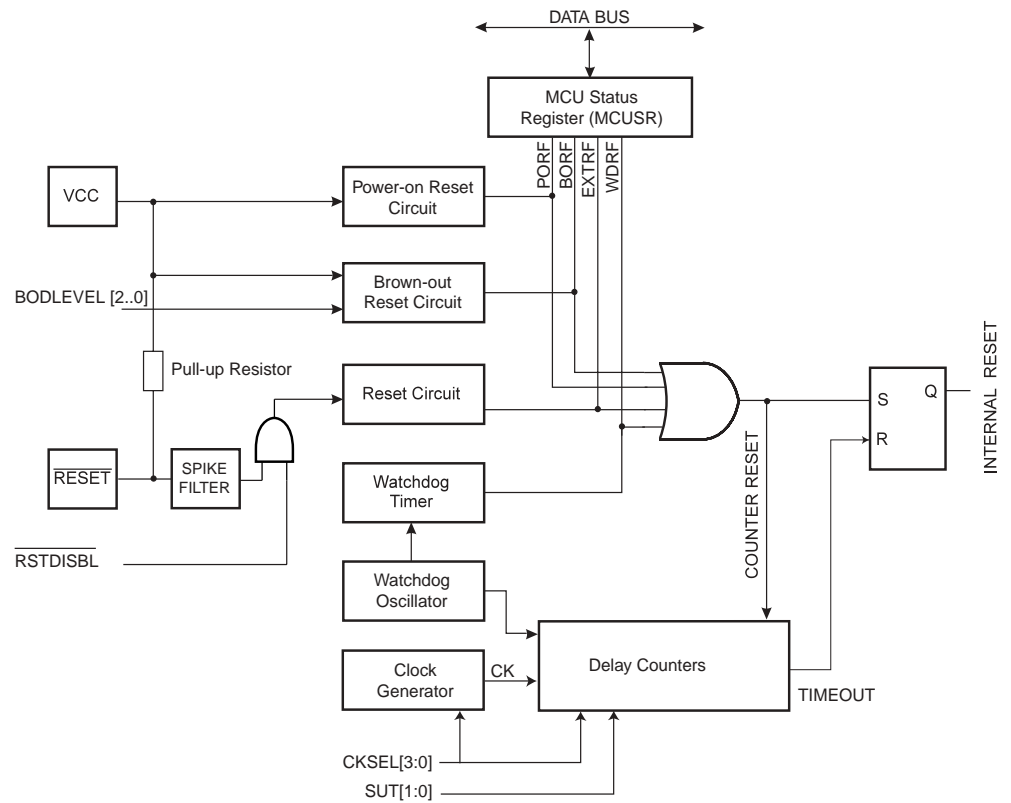 DATA BUS
MCU Status
Register (MCUSR)
PORF
BORF
EXTRF
WDRF
VCC
Power-on Reset
Circuit
Brown-out
Reset Circuit
BODLEVEL [2..0]
Pull-up Resistor
Reset Circuit
S
Q
R
INTERNAL RESET
RESET
SPIKE
FILTER
Watchdog
Timer
COUNTER RESET
RSTDISBL
Watchdog
Oscillator
Clock
Generator
CK
Delay Counters
TIMEOUT
CKSEL[3:0]
SUT[1:0]